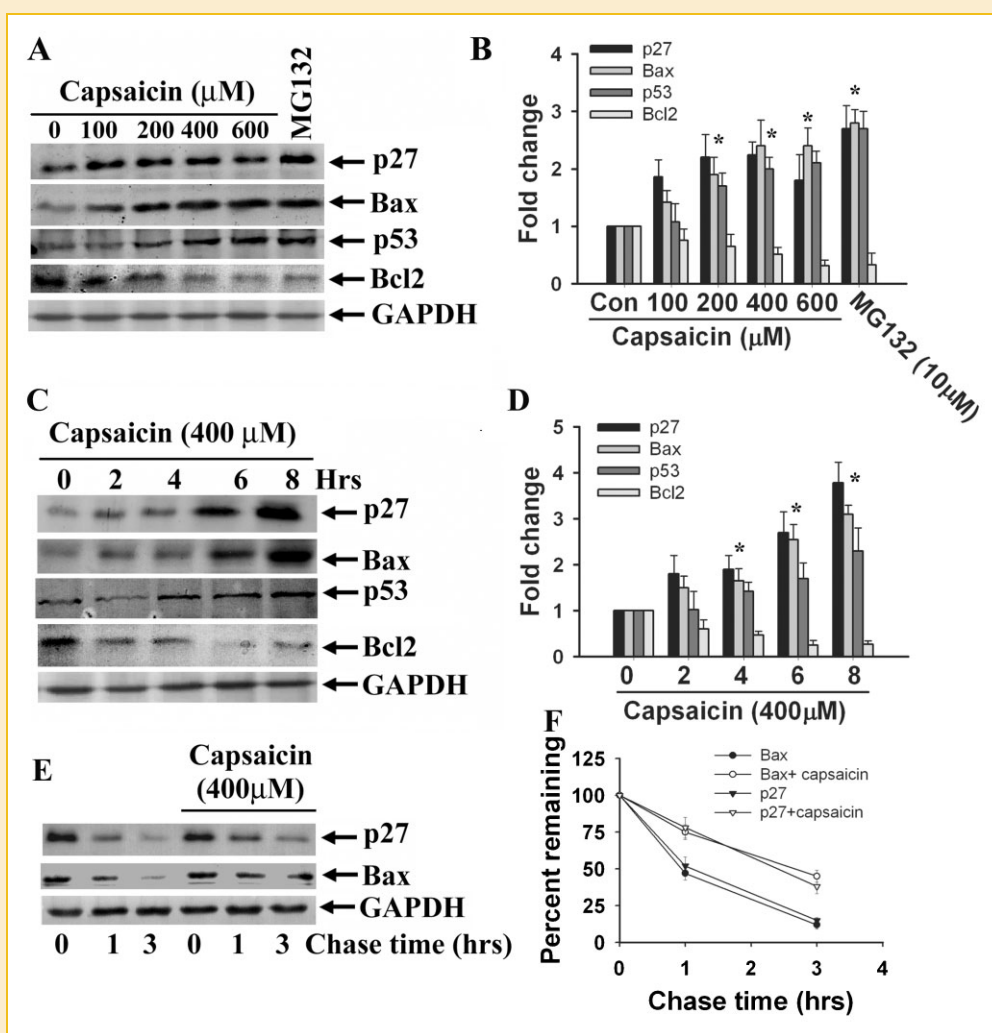 A
Capsaicin (μM)
MG132
0 100 200 400 600
p27
Bax
p53
Bcl2
GAPDH
B
p27
Bax
p53
Bcl2
Fold change
4
3
2
1
0
* * * *
Con 100 200 400 600
Capsaicin (μM)
MG132 (10μM)
C
Capsaicin (400 μM)
0 2 4 6 8 Hrs
p27
Bax
p53
Bcl2
GAPDH
D
p27
Bax
p53
Bcl2
Fold change
5
4
3
2
1
0
* * *
0 2 4 6 8
Capsaicin (400μM)
E
Capsaicin
(400μM)
p27
Bax
GAPDH
0 1 3 0 1 3 Chase time (hrs)
F
Bax
Bax+ capsaicin
p27
p27+capsaicin
Percent remaining
125
100
75
50
25
0
0 1 2 3 4
Chase time (hrs)